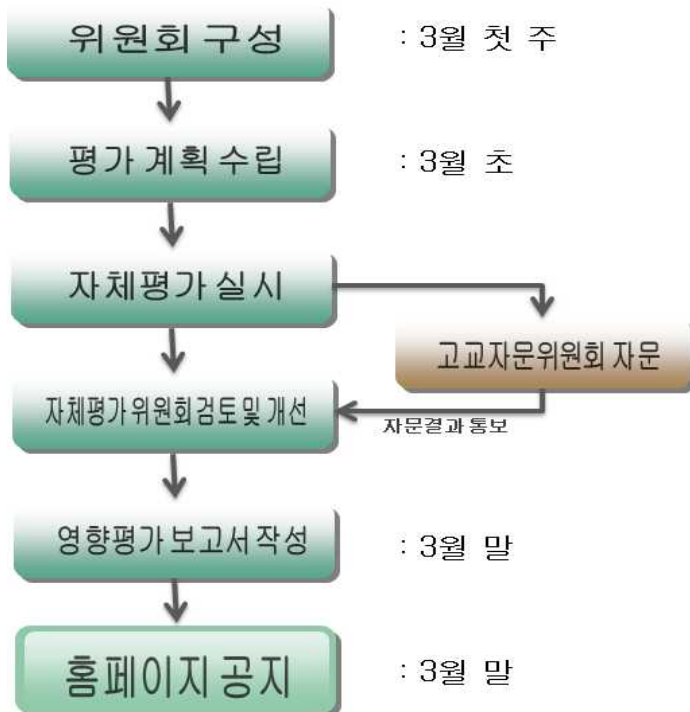 위원회 구성 : 3월 첫 주
평가 계획 수립 : 3월 초
자체평가 실시
고교자문위원회 자문
자체평가위원회검토 및 개선
자문결과 통보
영향평가 보고서 작성 : 3월 말
홈페이지 공지 : 3월 말